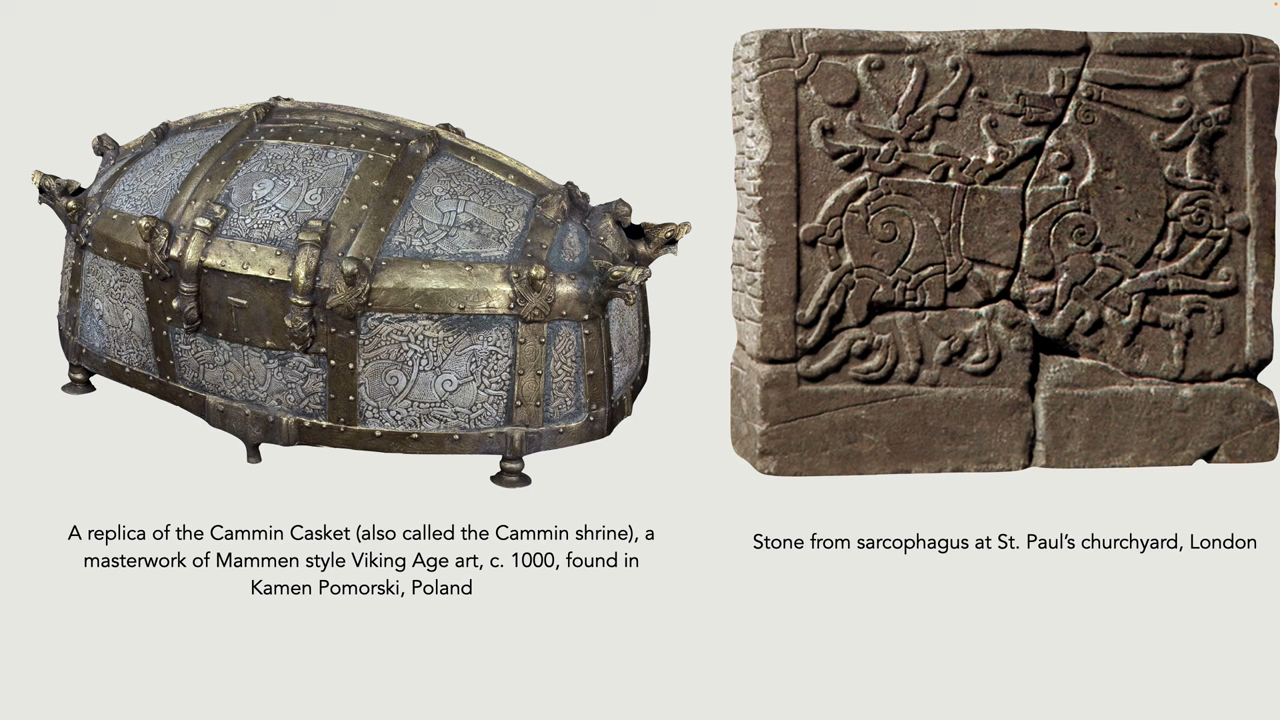 A replica of the Cammin Casket (also called the Cammin shrine), a
masterwork of Mammen style Viking Age art, c. 1000, found in
Kamen Pomorski, Poland
Stone from sarcophagus at St. Paul's churchyard, London